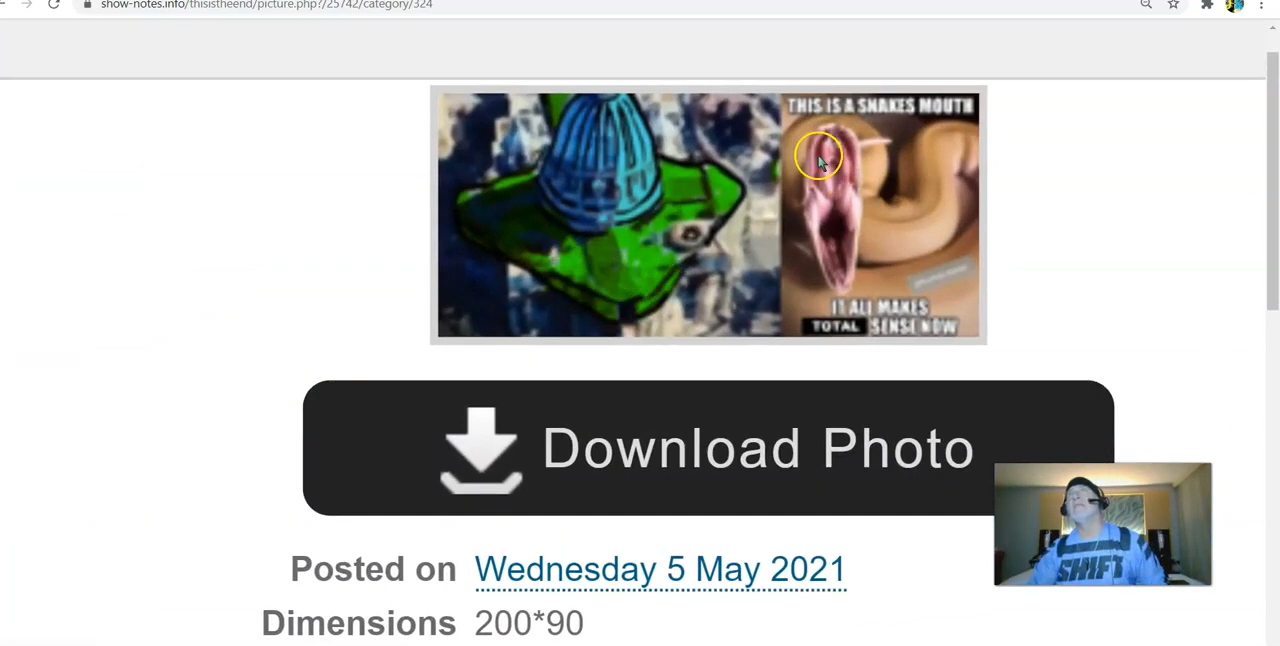 show-notes.info/thisistheend/picture.php?/25742/category/324
THIS IS A SNAKES MOUTH
IT ALL MAKES
TOTAL SENSE NOW
Download Photo
Posted on Wednesday 5 May 2021
Dimensions 200*90
SHIFT